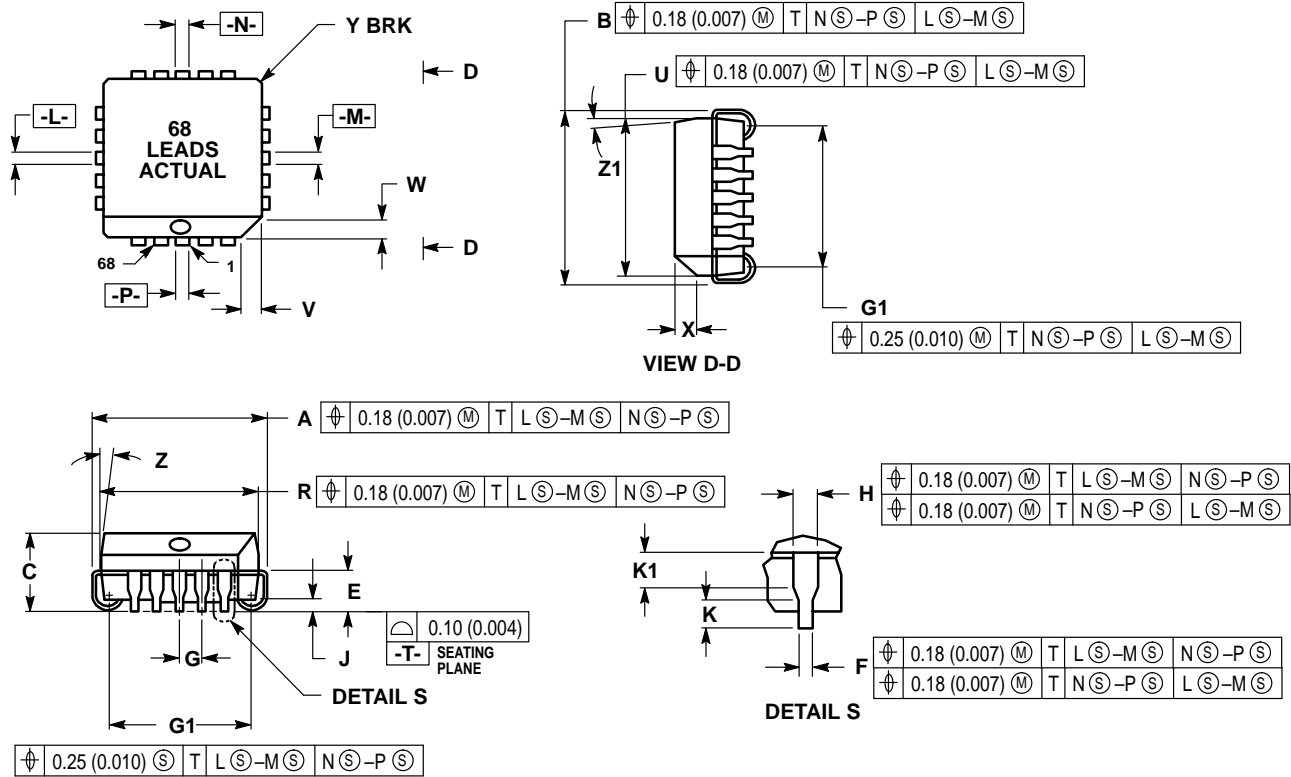 -N-
Y BRK
D
-L-
-M-
68
LEADS
ACTUAL
W
D
68
1
-P-
V
B ⌖ 0.18 (0.007) Ⓜ T N Ⓢ –P Ⓢ L Ⓢ –M Ⓢ
U ⌖ 0.18 (0.007) Ⓜ T N Ⓢ –P Ⓢ L Ⓢ –M Ⓢ
Z1
X
G1
⌖ 0.25 (0.010) Ⓜ T N Ⓢ –P Ⓢ L Ⓢ –M Ⓢ
VIEW D-D
A ⌖ 0.18 (0.007) Ⓜ T L Ⓢ –M Ⓢ N Ⓢ –P Ⓢ
Z
R ⌖ 0.18 (0.007) Ⓜ T L Ⓢ –M Ⓢ N Ⓢ –P Ⓢ
C
E
⌓ 0.10 (0.004)
-T- SEATING
PLANE
G
J
DETAIL S
G1
⌖ 0.25 (0.010) Ⓢ T L Ⓢ –M Ⓢ N Ⓢ –P Ⓢ
H
⌖ 0.18 (0.007) Ⓜ T L Ⓢ –M Ⓢ N Ⓢ –P Ⓢ
⌖ 0.18 (0.007) Ⓜ T N Ⓢ –P Ⓢ L Ⓢ –M Ⓢ
K1
K
F
⌖ 0.18 (0.007) Ⓜ T L Ⓢ –M Ⓢ N Ⓢ –P Ⓢ
⌖ 0.18 (0.007) Ⓜ T N Ⓢ –P Ⓢ L Ⓢ –M Ⓢ
DETAIL S